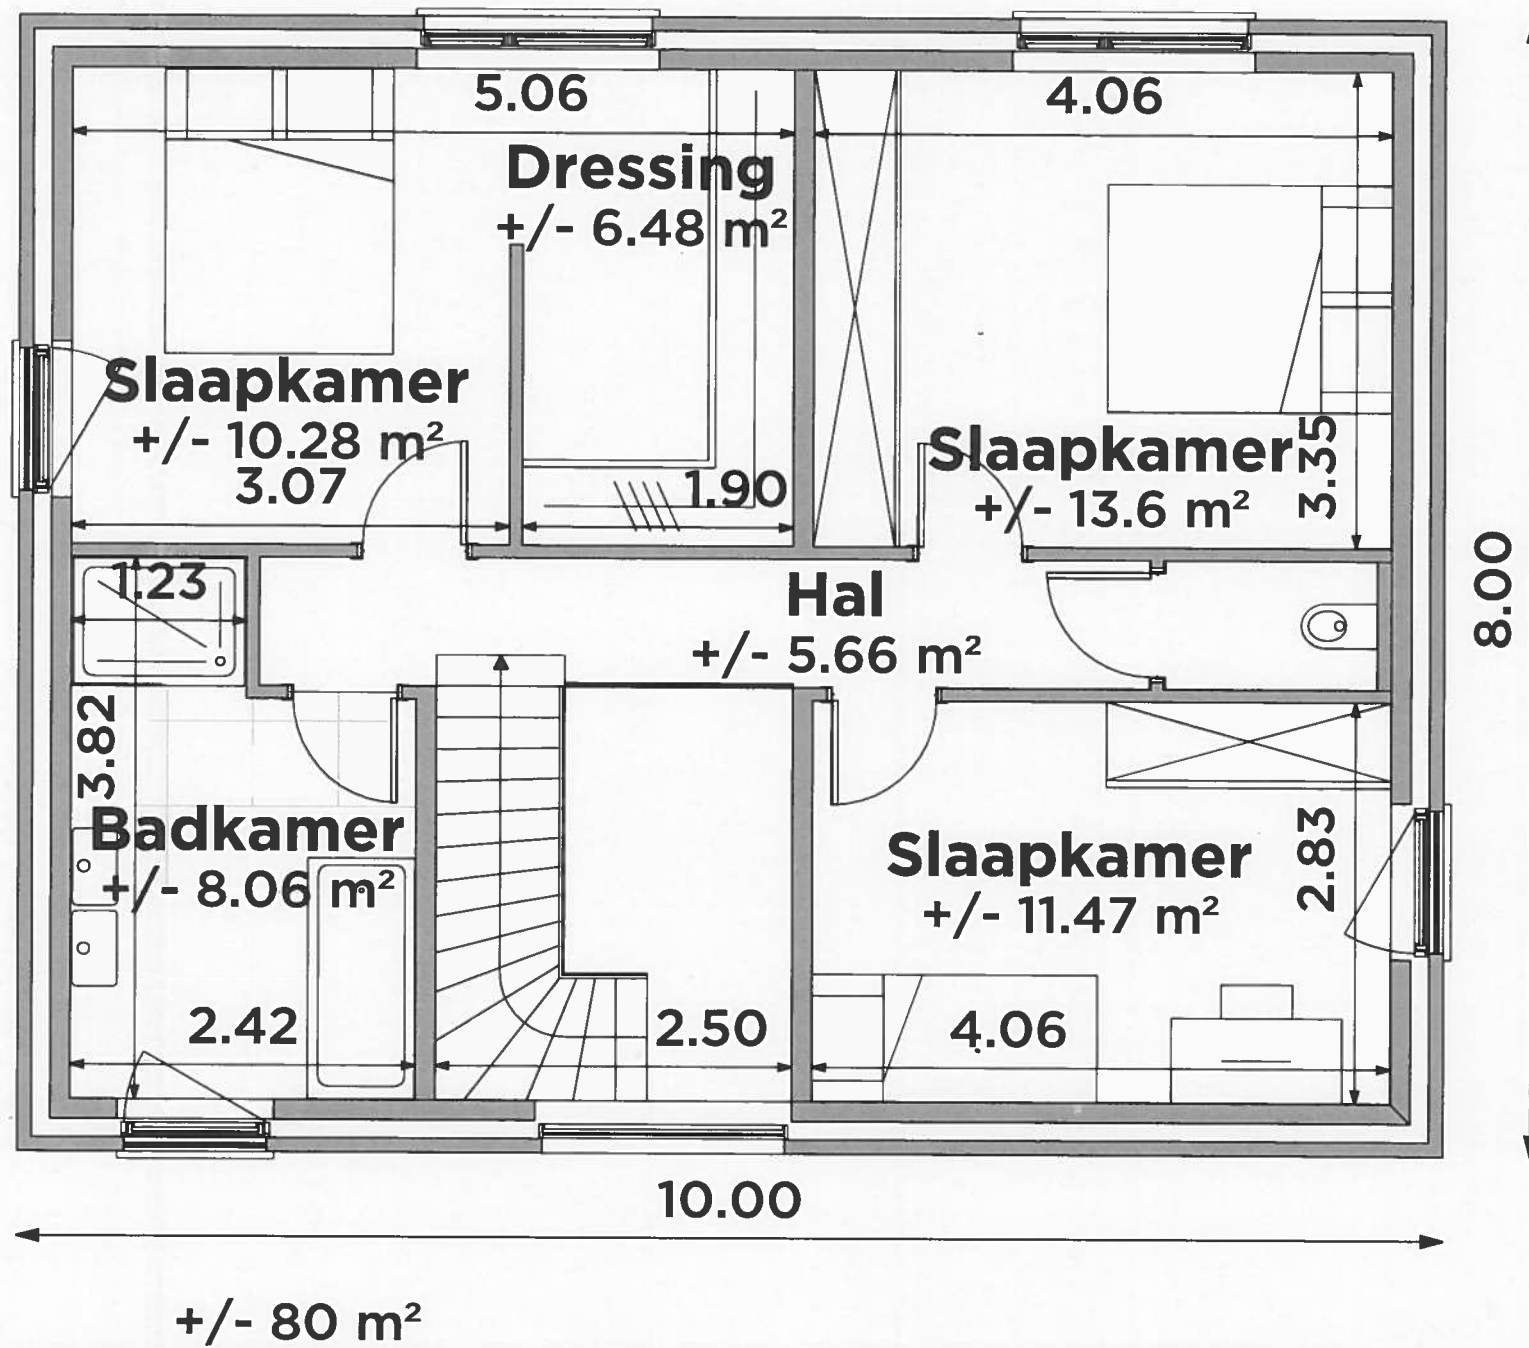 5.06
4.06
Dressing
+/- 6.48 m²
Slaapkamer
+/- 10.28 m²
3.07
1.90
Slaapkamer
+/- 13.6 m²
3.35
1.23
Hal
+/- 5.66 m²
8.00
3.82
Badkamer
+/- 8.06 m²
Slaapkamer
+/- 11.47 m²
2.83
2.42
2.50
4.06
10.00
+/- 80 m²